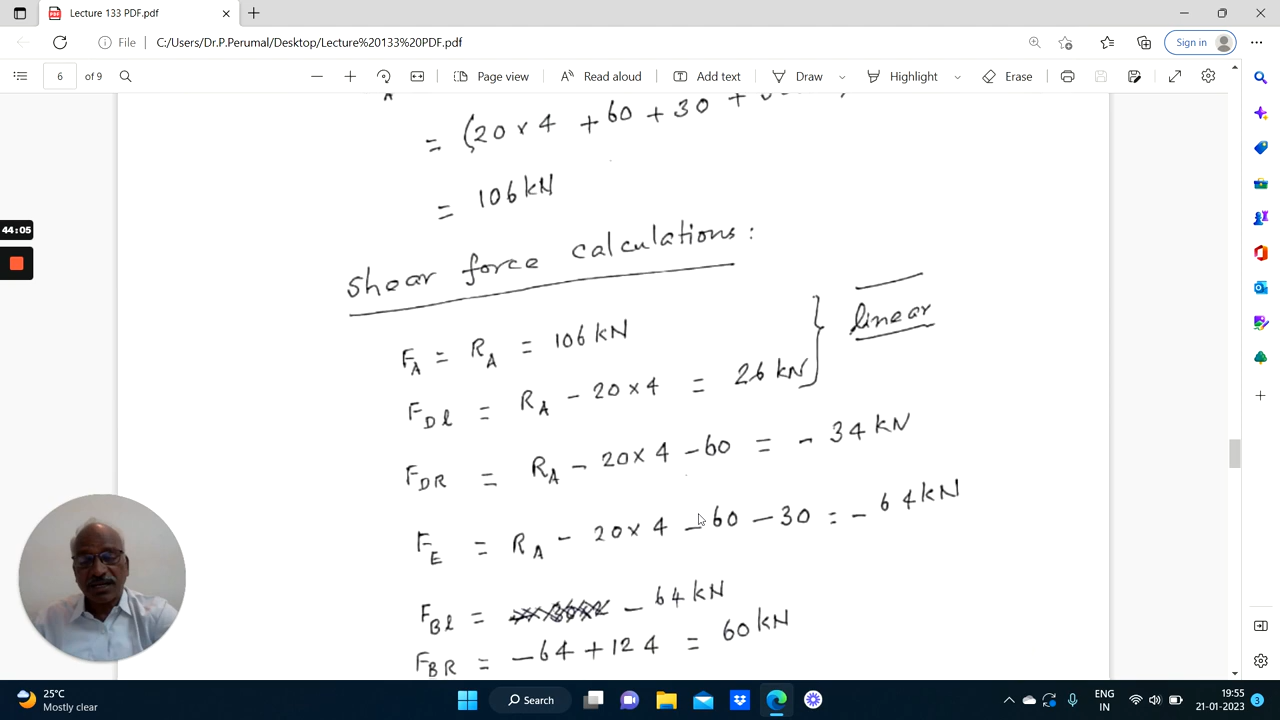 Lecture 133 PDF.pdf
File C:/Users/Dr.P.Perumal/Desktop/Lecture%20133%20PDF.pdf
Sign in
6 of 9
Page view
Read aloud
Add text
Draw
Highlight
Erase
A
= (20 x 4 + 60 + 30 +
= 106 kN
44:05
Shear force calculations:
F_A = R_A = 106 kN
F_Dl = R_A - 20 x 4 = 26 kN } linear
F_DR = R_A - 20 x 4 - 60 = - 34 kN
F_E = R_A - 20 x 4 - 60 - 30 = - 64 kN
F_Bl = - 64 kN
F_BR = - 64 + 124 = 60 kN
25°C
Mostly clear
Search
ENG
IN
19:55
21-01-2023
3